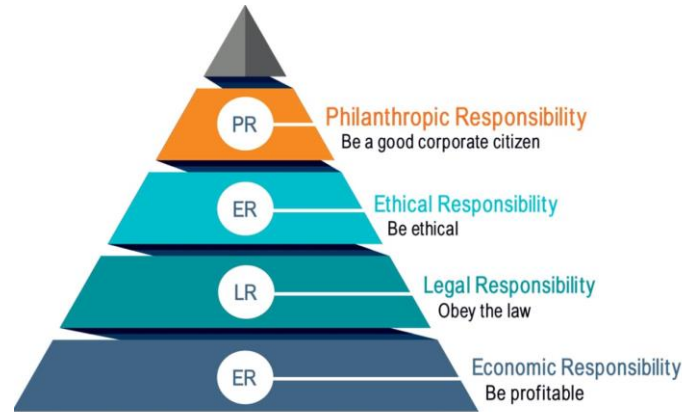 PR
Philanthropic Responsibility
Be a good corporate citizen
ER
Ethical Responsibility
Be ethical
LR
Legal Responsibility
Obey the law
ER
Economic Responsibility
Be profitable